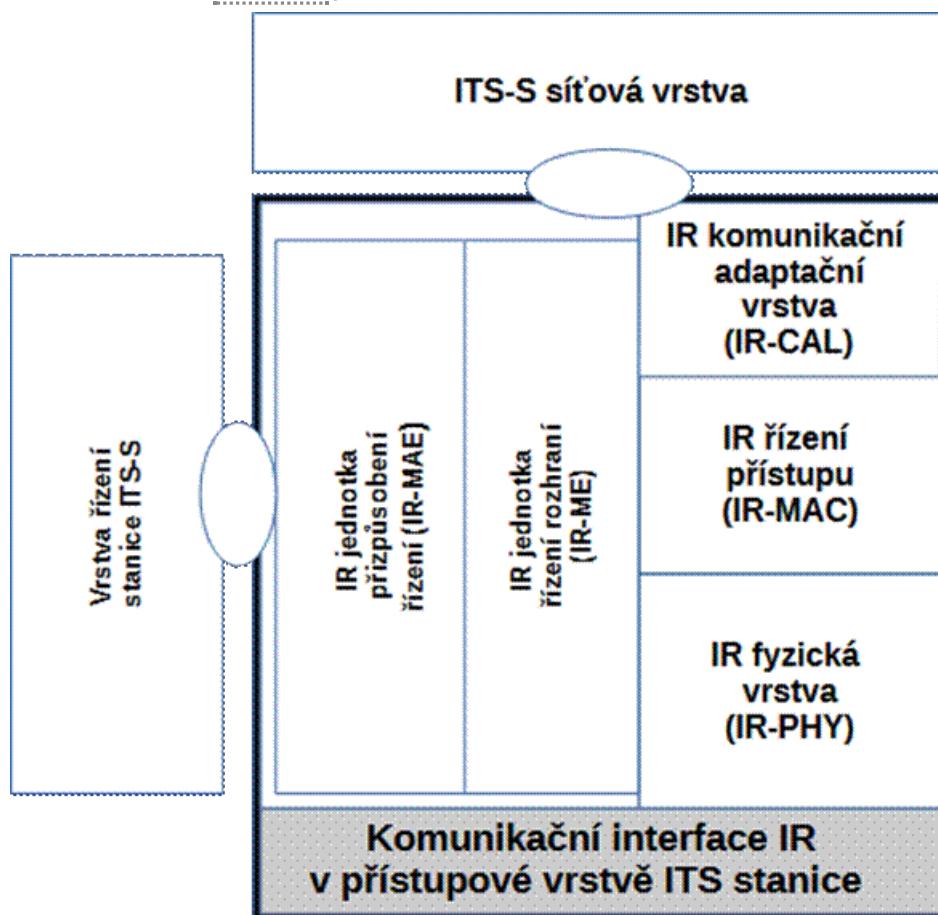 ITS-S síťová vrstva
IR komunikační
adaptační
vrstva
(IR-CAL)
Vrstva řízení
stanice ITS-S
IR jednotka
přizpůsobení
řízení (IR-MAE)
IR jednotka
řízení rozhraní
(IR-ME)
IR řízení
přístupu
(IR-MAC)
IR fyzická
vrstva
(IR-PHY)
Komunikační interface IR
v přístupové vrstvě ITS stanice